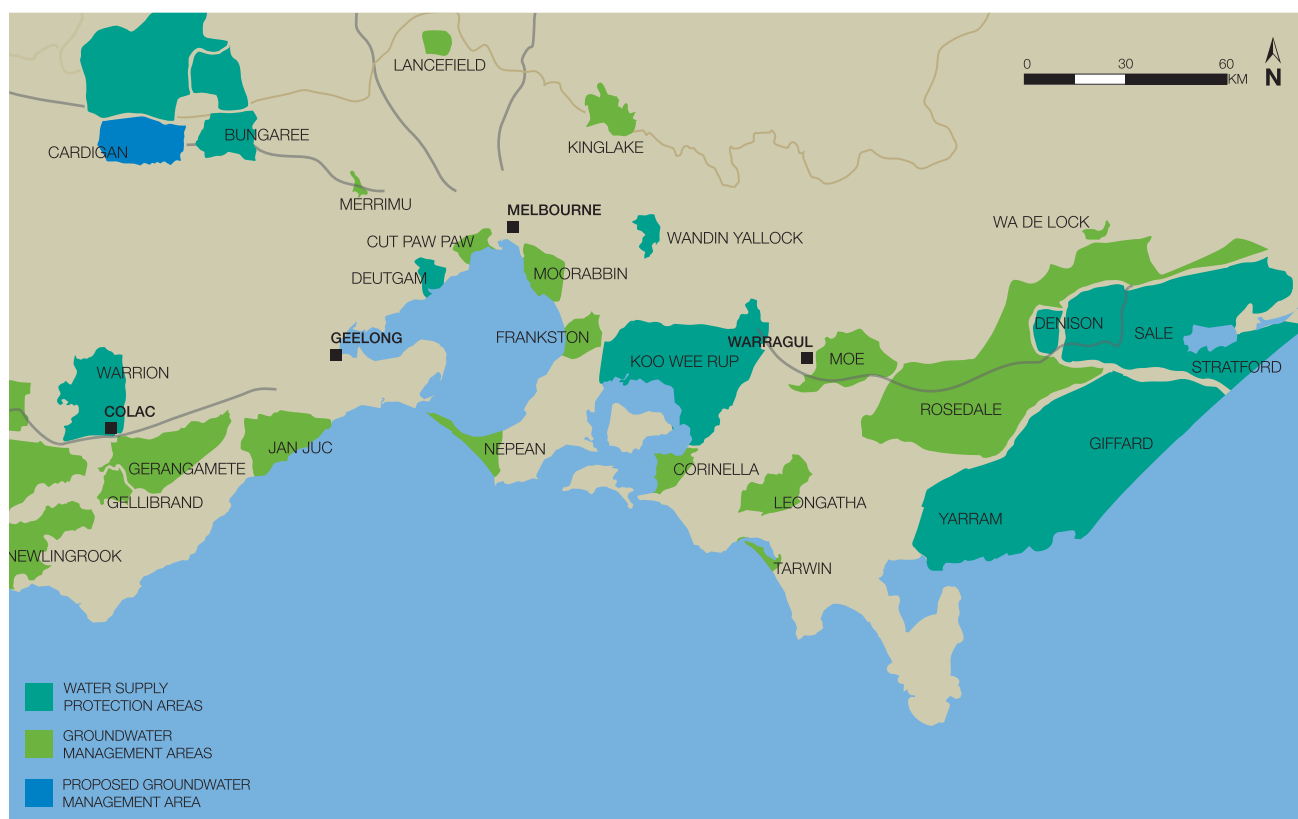 LANCEFIELD
0 30 60
KM
N
BUNGAREE
CARDIGAN
KINGLAKE
MERRIMU
MELBOURNE
WA DE LOCK
CUT PAW PAW
WANDIN YALLOCK
DEUTGAM
MOORABBIN
DENISON
SALE
GEELONG
FRANKSTON
WARRAGUL
KOO WEE RUP
MOE
STRATFORD
WARRION
COLAC
ROSEDALE
GIFFARD
JAN JUC
NEPEAN
GERANGAMETE
CORINELLA
GELLIBRAND
LEONGATHA
YARRAM
NEWLINGROOK
TARWIN
WATER SUPPLY
PROTECTION AREAS
GROUNDWATER
MANAGEMENT AREAS
PROPOSED GROUNDWATER
MANAGEMENT AREA